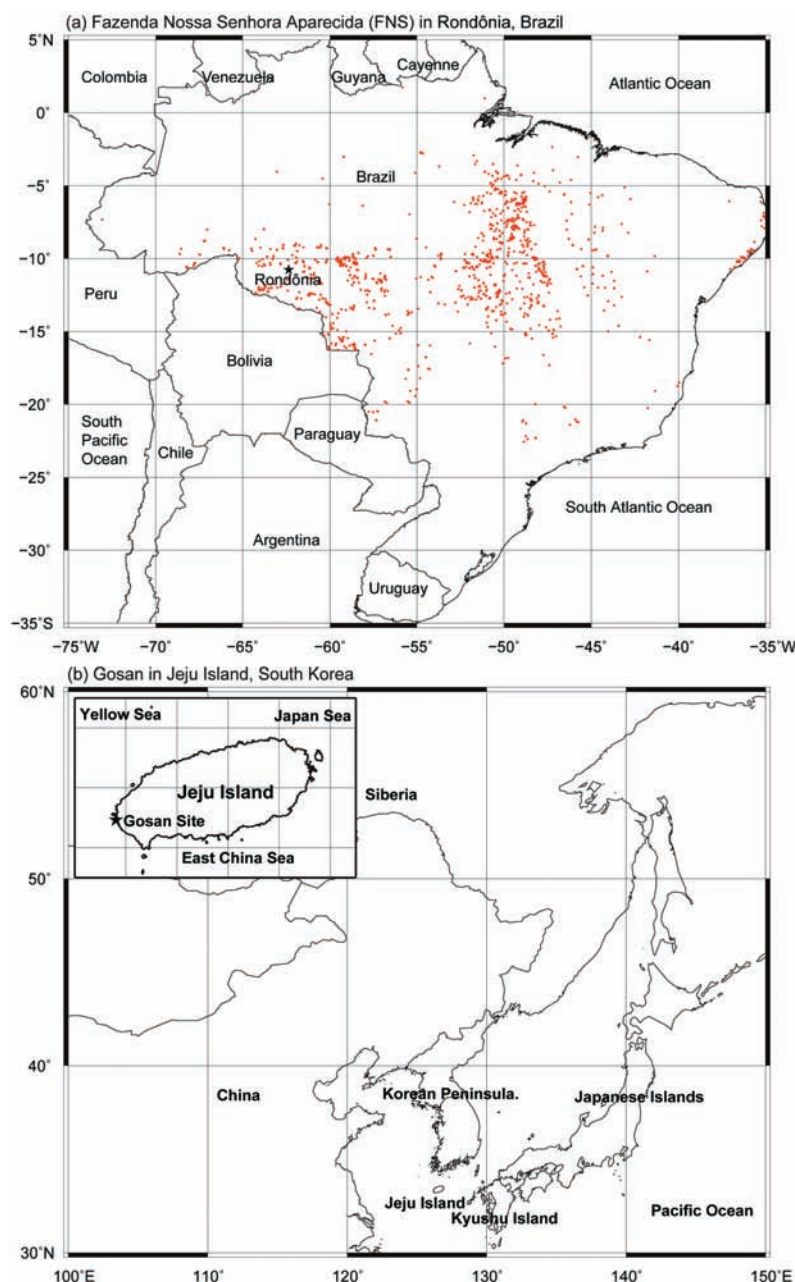 (a) Fazenda Nossa Senhora Aparecida (FNS) in Rondônia, Brazil
5˚N
0˚
−5˚
−10˚
−15˚
−20˚
−25˚
−30˚
−35˚S
Colombia
Venezuela
Guyana
Cayenne
Atlantic Ocean
Brazil
Rondônia
Peru
Bolivia
South
Pacific
Ocean
Chile
Paraguay
South Atlantic Ocean
Argentina
Uruguay
−75˚W −70˚ −65˚ −60˚ −55˚ −50˚ −45˚ −40˚ −35˚W
(b) Gosan in Jeju Island, South Korea
60˚N
50˚
40˚
30˚N
Yellow Sea Japan Sea
Jeju Island
Gosan Site
East China Sea
Siberia
China
Korean Peninsula.
Japanese Islands
Jeju Island
Kyushu Island
Pacific Ocean
100˚E 110˚ 120˚ 130˚ 140˚ 150˚E